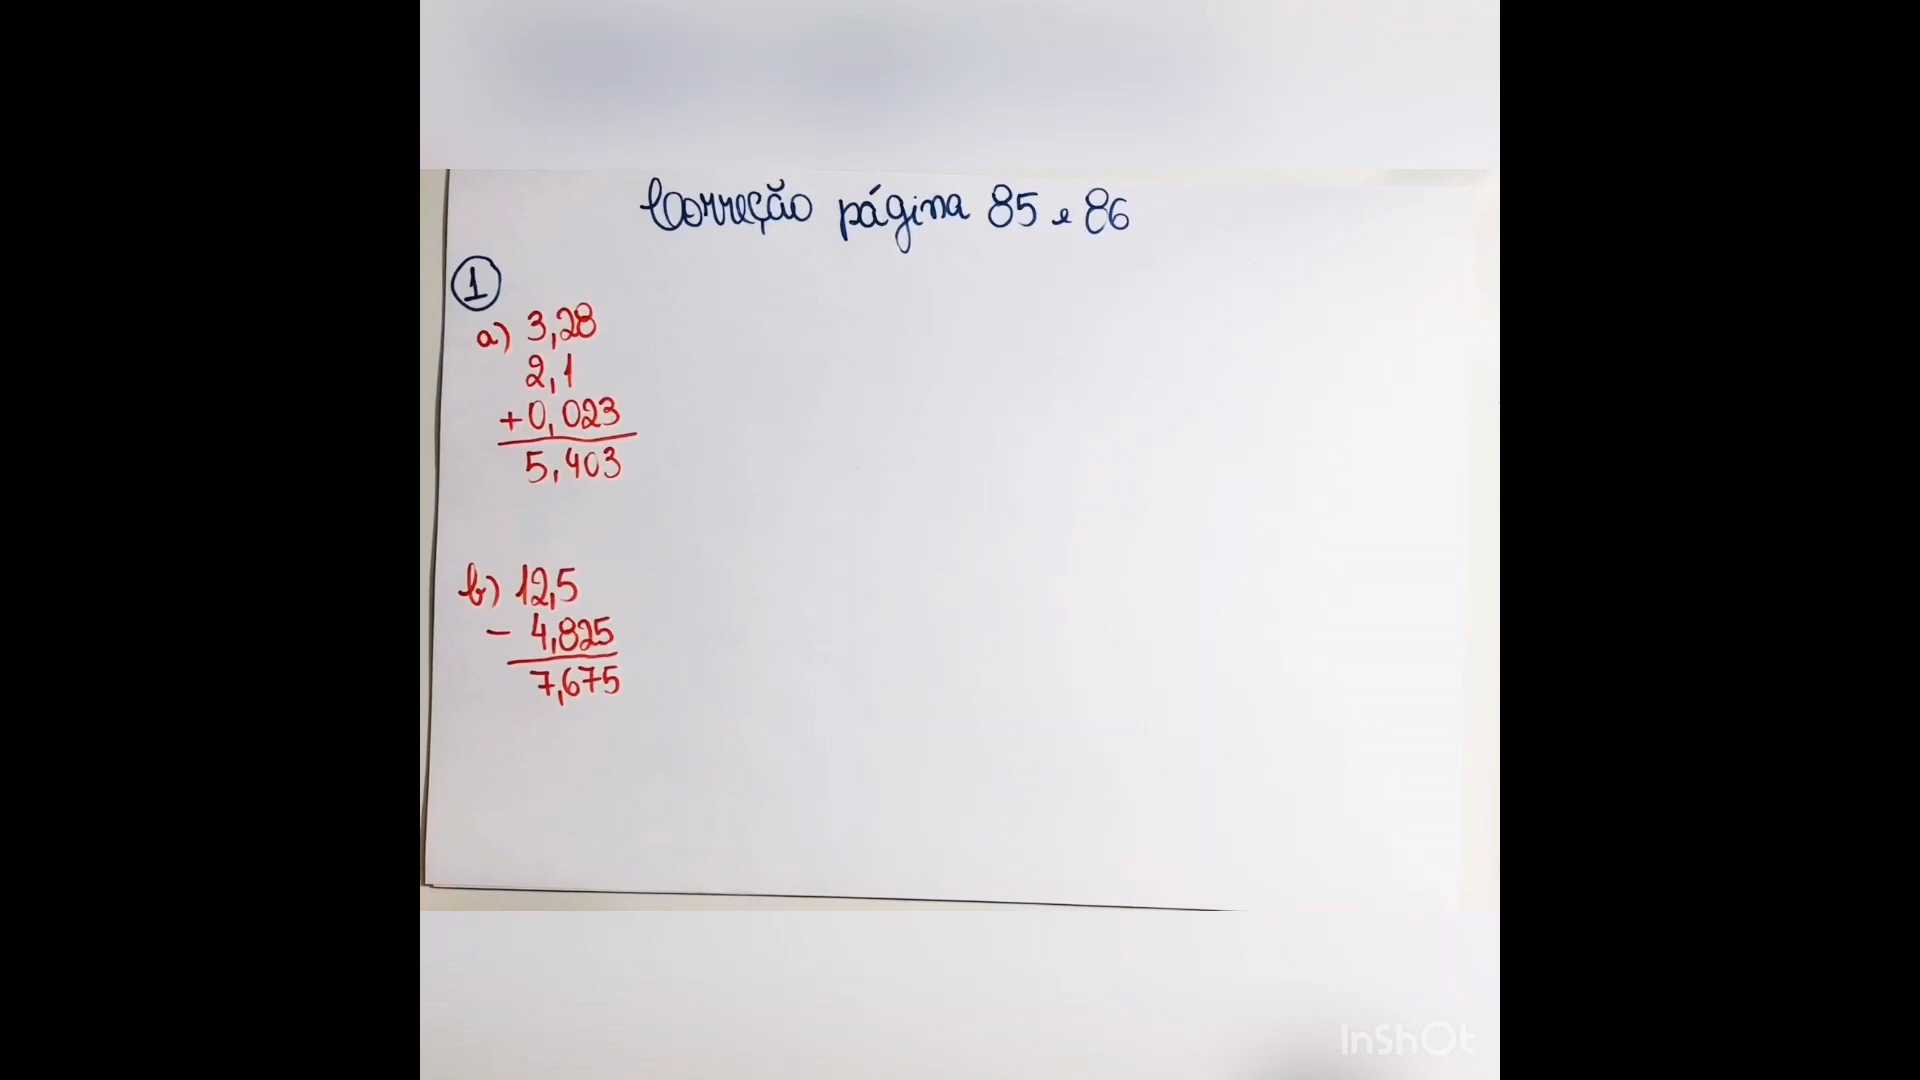 Correção página 85 e 86
1
a) 3,28
2,1
+0,023
5,403
b) 12,5
- 4,825
7,675
InShOt